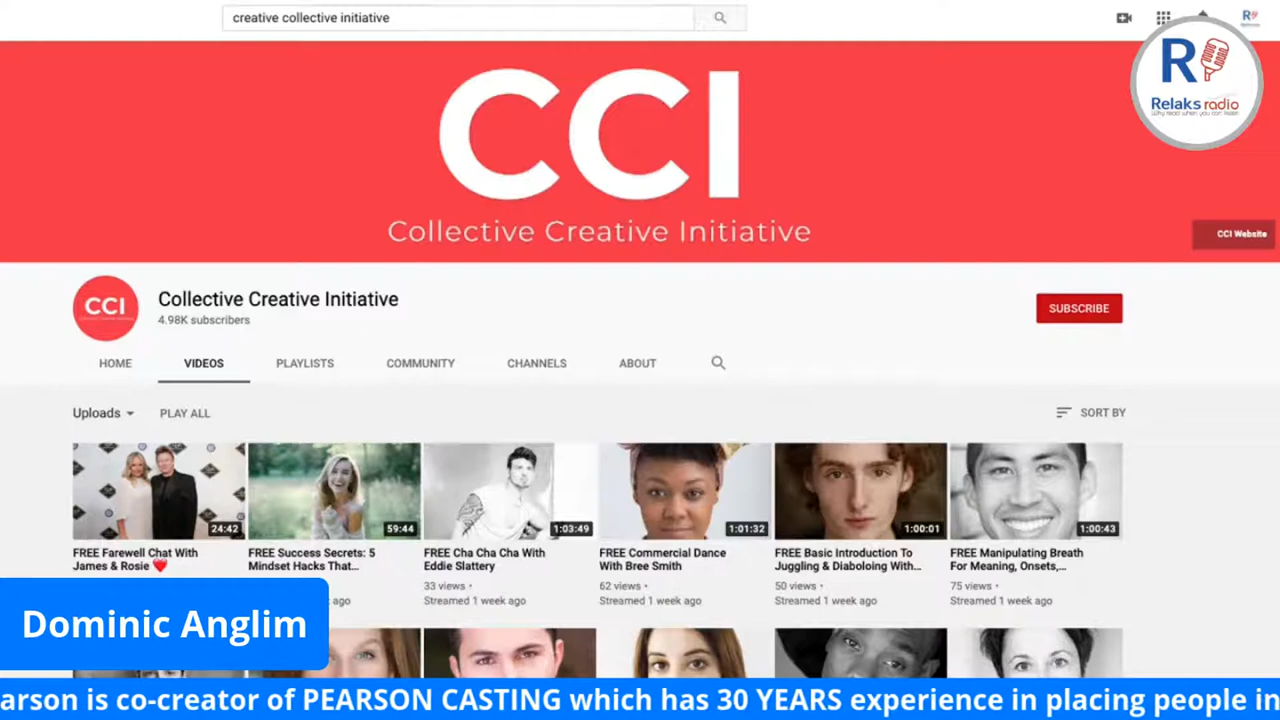 creative collective initiative
R
Relaks radio
Why read when you can listen
CCI
Collective Creative Initiative
CCI Website
CCI
Collective Creative Initiative
4.98K subscribers
SUBSCRIBE
HOME VIDEOS PLAYLISTS COMMUNITY CHANNELS ABOUT
Uploads PLAY ALL SORT BY
24:42 59:44 1:03:49 1:01:32 1:00:01 1:00:43
FREE Farewell Chat With
James & Rosie ❤️
FREE Success Secrets: 5
Mindset Hacks That...
ago
FREE Cha Cha Cha With
Eddie Slattery
33 views •
Streamed 1 week ago
FREE Commercial Dance
With Bree Smith
62 views •
Streamed 1 week ago
FREE Basic Introduction To
Juggling & Diaboloing With...
50 views •
Streamed 1 week ago
FREE Manipulating Breath
For Meaning, Onsets,...
75 views •
Streamed 1 week ago
Dominic Anglim
arson is co-creator of PEARSON CASTING which has 30 YEARS experience in placing people in